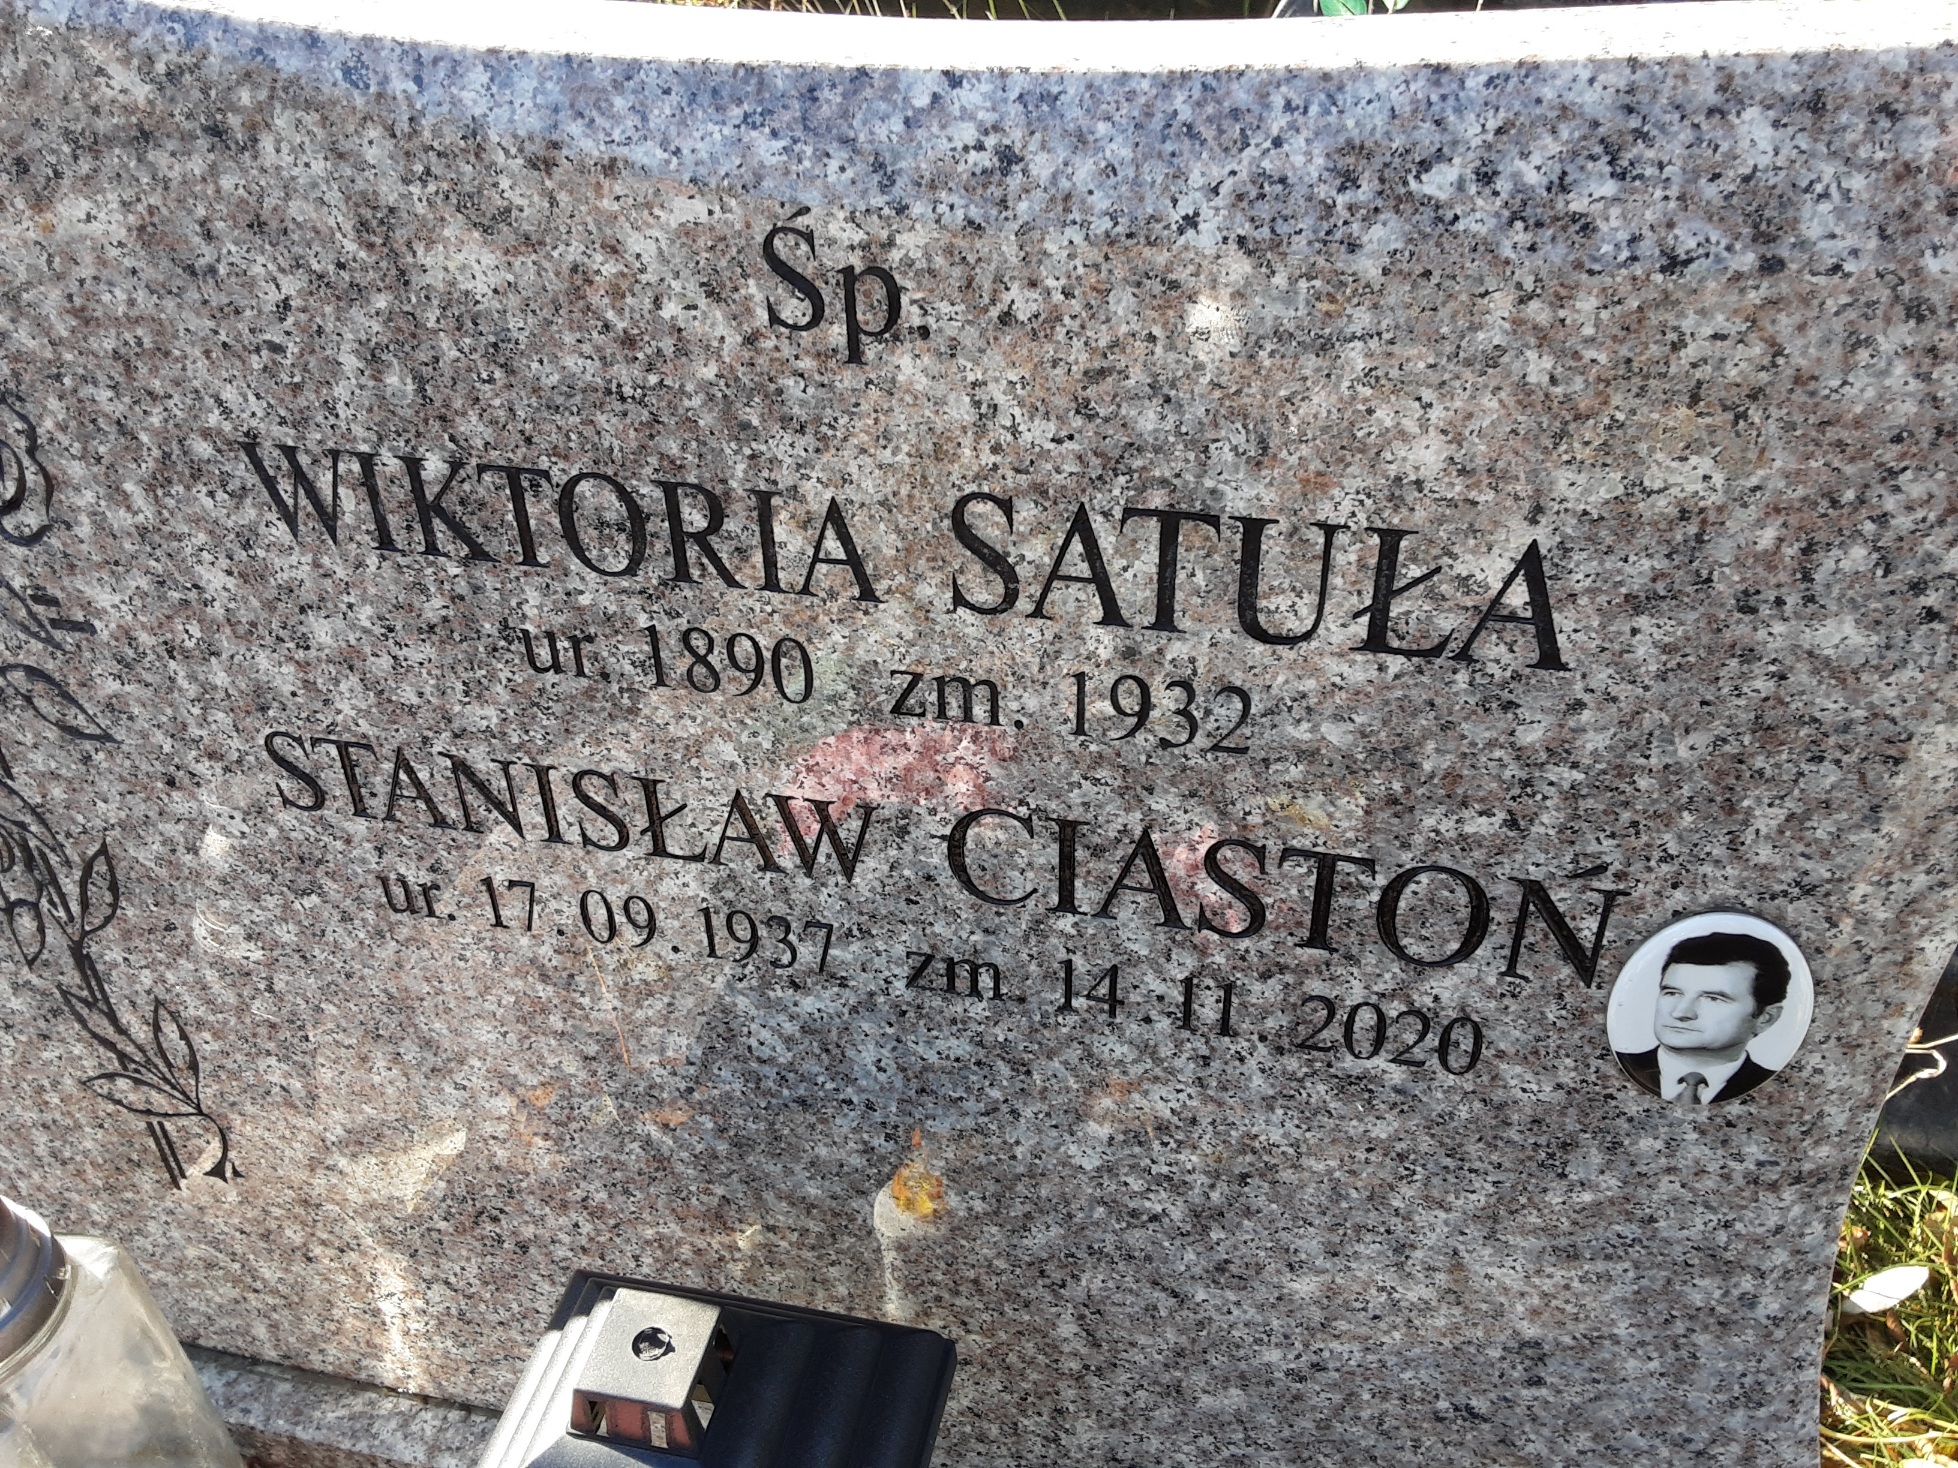 Śp.
WIKTORIA SATUŁA
ur. 1890 zm. 1932
STANISŁAW CIASTOŃ
ur. 17.09.1937 zm. 14.11.2020